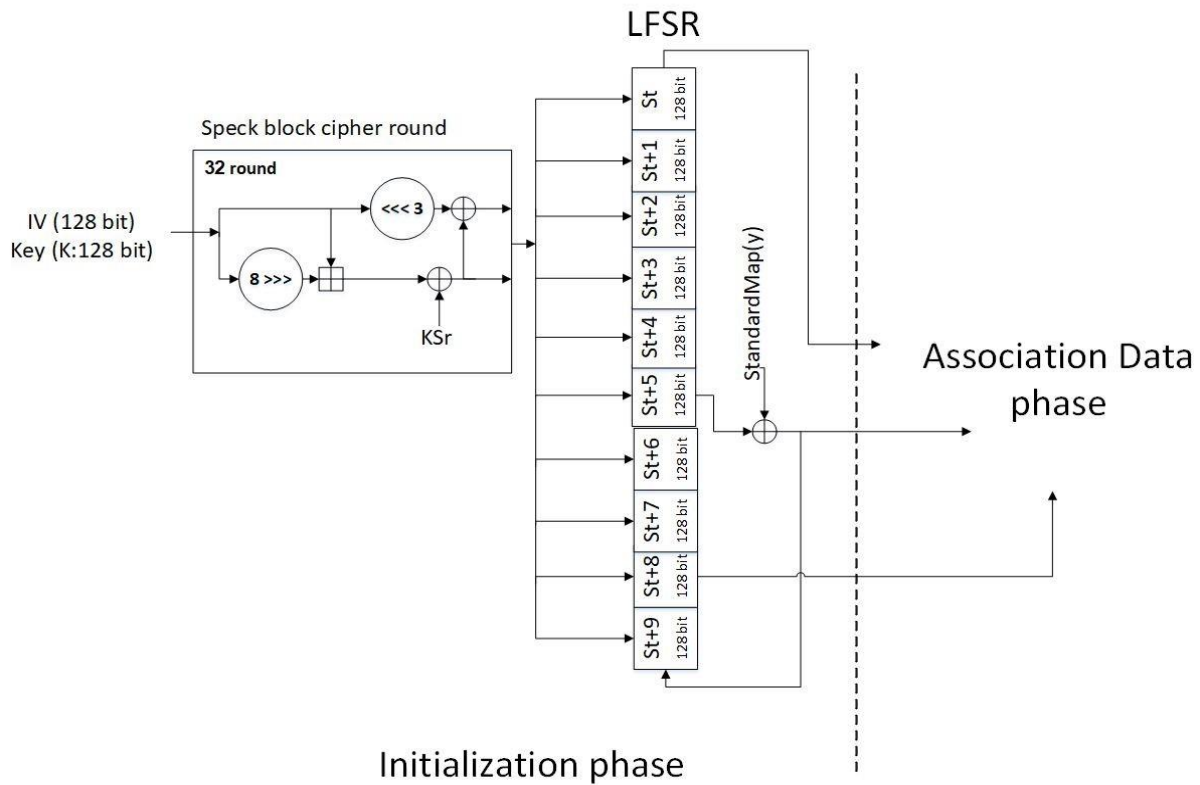 LFSR
Speck block cipher round
32 round
IV (128 bit)
Key (K:128 bit)
<<< 3
8 >>>
KSr
St
128 bit
St+1
128 bit
St+2
128 bit
St+3
128 bit
St+4
128 bit
St+5
128 bit
St+6
128 bit
St+7
128 bit
St+8
128 bit
St+9
128 bit
StandardMap(y)
Association Data
phase
Initialization phase